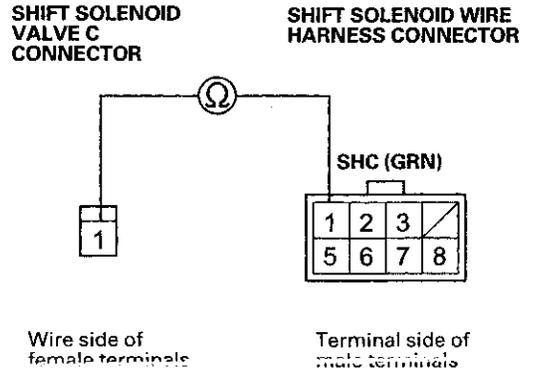 SHIFT SOLENOID
VALVE C
CONNECTOR
SHIFT SOLENOID WIRE
HARNESS CONNECTOR
Ω
SHC (GRN)
1
1 2 3
5 6 7 8
Wire side of
female terminals
Terminal side of
male terminals